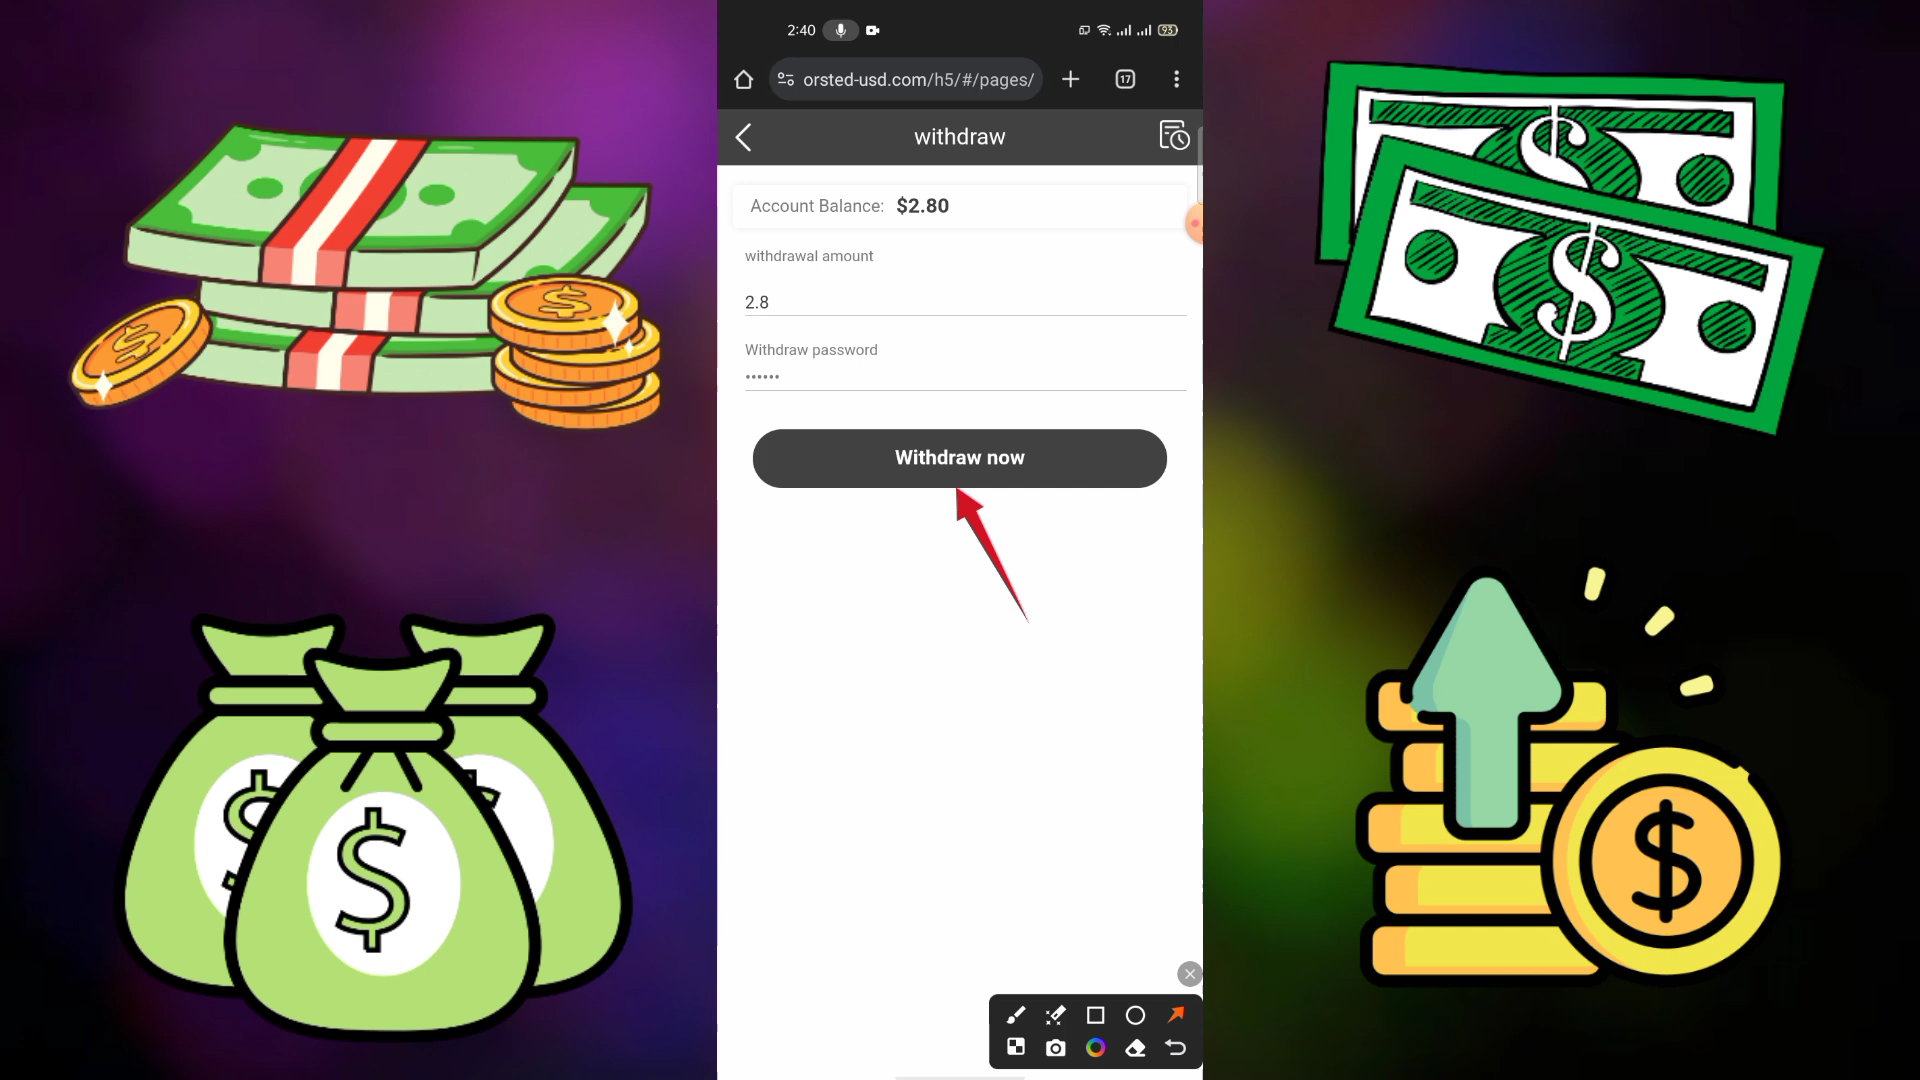 2:40
93
orsted-usd.com/h5/#/pages/
17
withdraw
Account Balance: $2.80
withdrawal amount
2.8
Withdraw password
••••••
Withdraw now
$
$
$
$
$
$
$
$